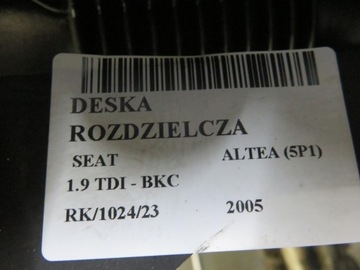 DESKA
ROZDZIELCZA
SEAT ALTEA (5P1)
1.9 TDI - BKC
RK/1024/23 2005